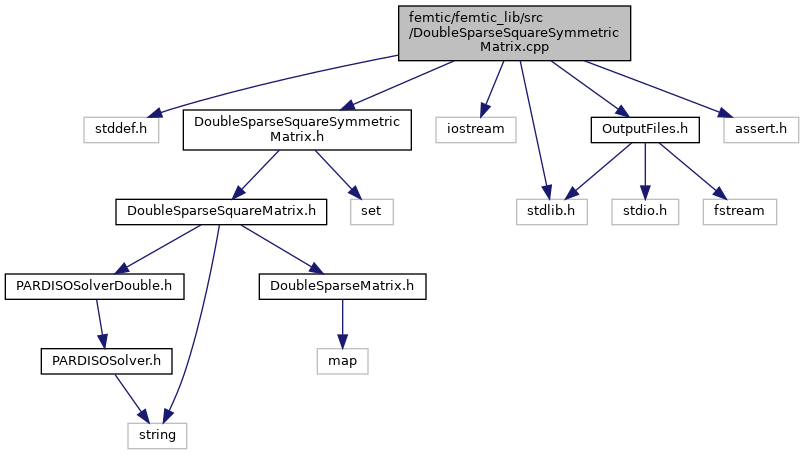 femtic/femtic_lib/src
/DoubleSparseSquareSymmetric
Matrix.cpp
stddef.h
DoubleSparseSquareSymmetric
Matrix.h
iostream
OutputFiles.h
assert.h
DoubleSparseSquareMatrix.h
set
stdlib.h
stdio.h
fstream
PARDISOSolverDouble.h
DoubleSparseMatrix.h
PARDISOSolver.h
map
string